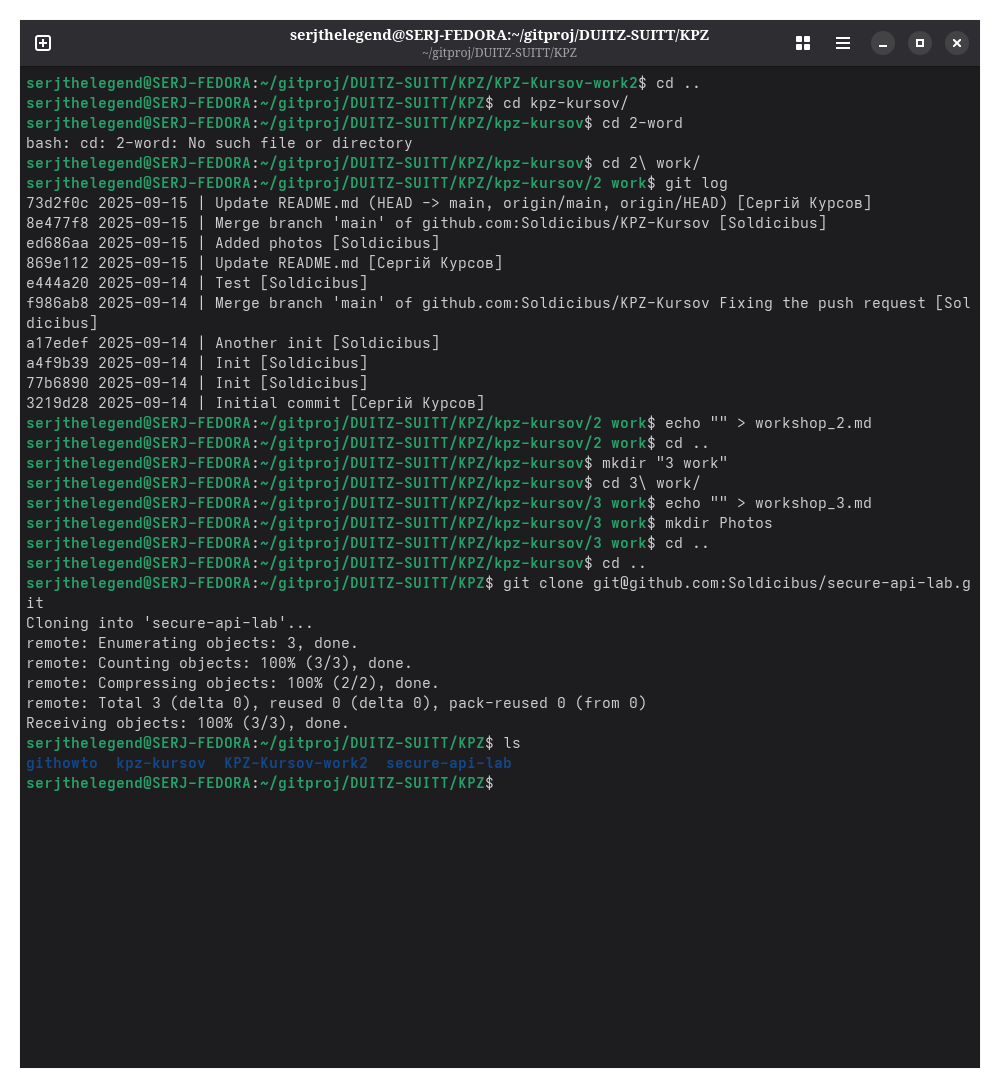 serjthelegend@SERJ-FEDORA:~/gitproj/DUITZ-SUITT/KPZ
~/gitproj/DUITZ-SUITT/KPZ
serjthelegend@SERJ-FEDORA:~/gitproj/DUITZ-SUITT/KPZ/KPZ-Kursov-work2$ cd ..
serjthelegend@SERJ-FEDORA:~/gitproj/DUITZ-SUITT/KPZ$ cd kpz-kursov/
serjthelegend@SERJ-FEDORA:~/gitproj/DUITZ-SUITT/KPZ/kpz-kursov$ cd 2-word
bash: cd: 2-word: No such file or directory
serjthelegend@SERJ-FEDORA:~/gitproj/DUITZ-SUITT/KPZ/kpz-kursov$ cd 2\ work/
serjthelegend@SERJ-FEDORA:~/gitproj/DUITZ-SUITT/KPZ/kpz-kursov/2 work$ git log
73d2f0c 2025-09-15 | Update README.md (HEAD -> main, origin/main, origin/HEAD) [Сергій Курсов]
8e477f8 2025-09-15 | Merge branch 'main' of github.com:Soldicibus/KPZ-Kursov [Soldicibus]
ed686aa 2025-09-15 | Added photos [Soldicibus]
869e112 2025-09-15 | Update README.md [Сергій Курсов]
e444a20 2025-09-14 | Test [Soldicibus]
f986ab8 2025-09-14 | Merge branch 'main' of github.com:Soldicibus/KPZ-Kursov Fixing the push request [Sol
dicibus]
a17edef 2025-09-14 | Another init [Soldicibus]
a4f9b39 2025-09-14 | Init [Soldicibus]
77b6890 2025-09-14 | Init [Soldicibus]
3219d28 2025-09-14 | Initial commit [Сергій Курсов]
serjthelegend@SERJ-FEDORA:~/gitproj/DUITZ-SUITT/KPZ/kpz-kursov/2 work$ echo "" > workshop_2.md
serjthelegend@SERJ-FEDORA:~/gitproj/DUITZ-SUITT/KPZ/kpz-kursov/2 work$ cd ..
serjthelegend@SERJ-FEDORA:~/gitproj/DUITZ-SUITT/KPZ/kpz-kursov$ mkdir "3 work"
serjthelegend@SERJ-FEDORA:~/gitproj/DUITZ-SUITT/KPZ/kpz-kursov$ cd 3\ work/
serjthelegend@SERJ-FEDORA:~/gitproj/DUITZ-SUITT/KPZ/kpz-kursov/3 work$ echo "" > workshop_3.md
serjthelegend@SERJ-FEDORA:~/gitproj/DUITZ-SUITT/KPZ/kpz-kursov/3 work$ mkdir Photos
serjthelegend@SERJ-FEDORA:~/gitproj/DUITZ-SUITT/KPZ/kpz-kursov/3 work$ cd ..
serjthelegend@SERJ-FEDORA:~/gitproj/DUITZ-SUITT/KPZ/kpz-kursov$ cd ..
serjthelegend@SERJ-FEDORA:~/gitproj/DUITZ-SUITT/KPZ$ git clone git@github.com:Soldicibus/secure-api-lab.g
it
Cloning into 'secure-api-lab'...
remote: Enumerating objects: 3, done.
remote: Counting objects: 100% (3/3), done.
remote: Compressing objects: 100% (2/2), done.
remote: Total 3 (delta 0), reused 0 (delta 0), pack-reused 0 (from 0)
Receiving objects: 100% (3/3), done.
serjthelegend@SERJ-FEDORA:~/gitproj/DUITZ-SUITT/KPZ$ ls
githowto  kpz-kursov  KPZ-Kursov-work2  secure-api-lab
serjthelegend@SERJ-FEDORA:~/gitproj/DUITZ-SUITT/KPZ$